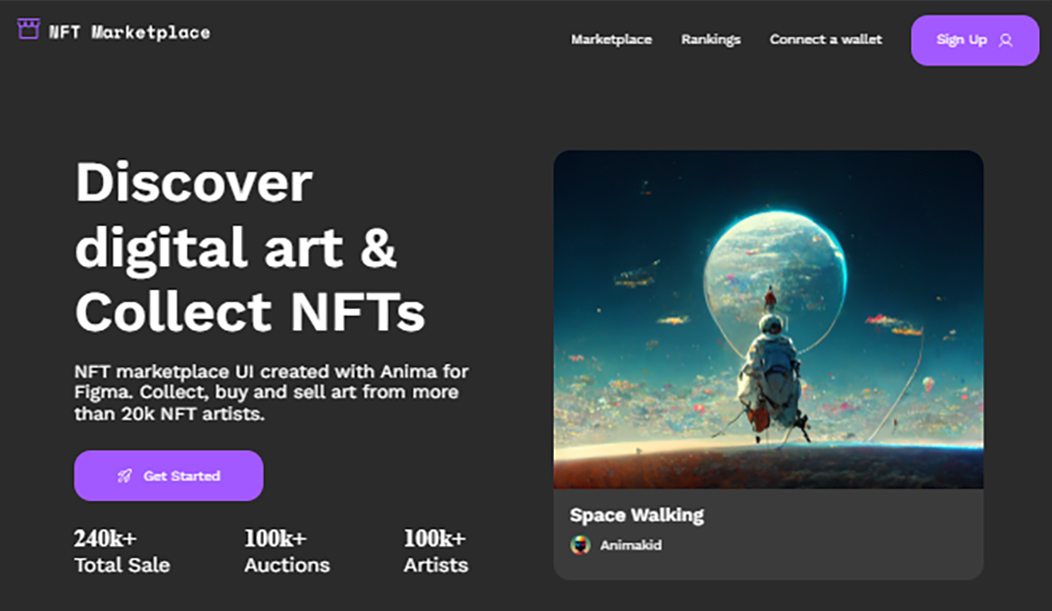 NFT Marketplace
Marketplace
Rankings
Connect a wallet
Sign Up
Discover
digital art &
Collect NFTs
NFT marketplace UI created with Anima for
Figma. Collect, buy and sell art from more
than 20k NFT artists.
Get Started
240k+
Total Sale
100k+
Auctions
100k+
Artists
Space Walking
Animakid